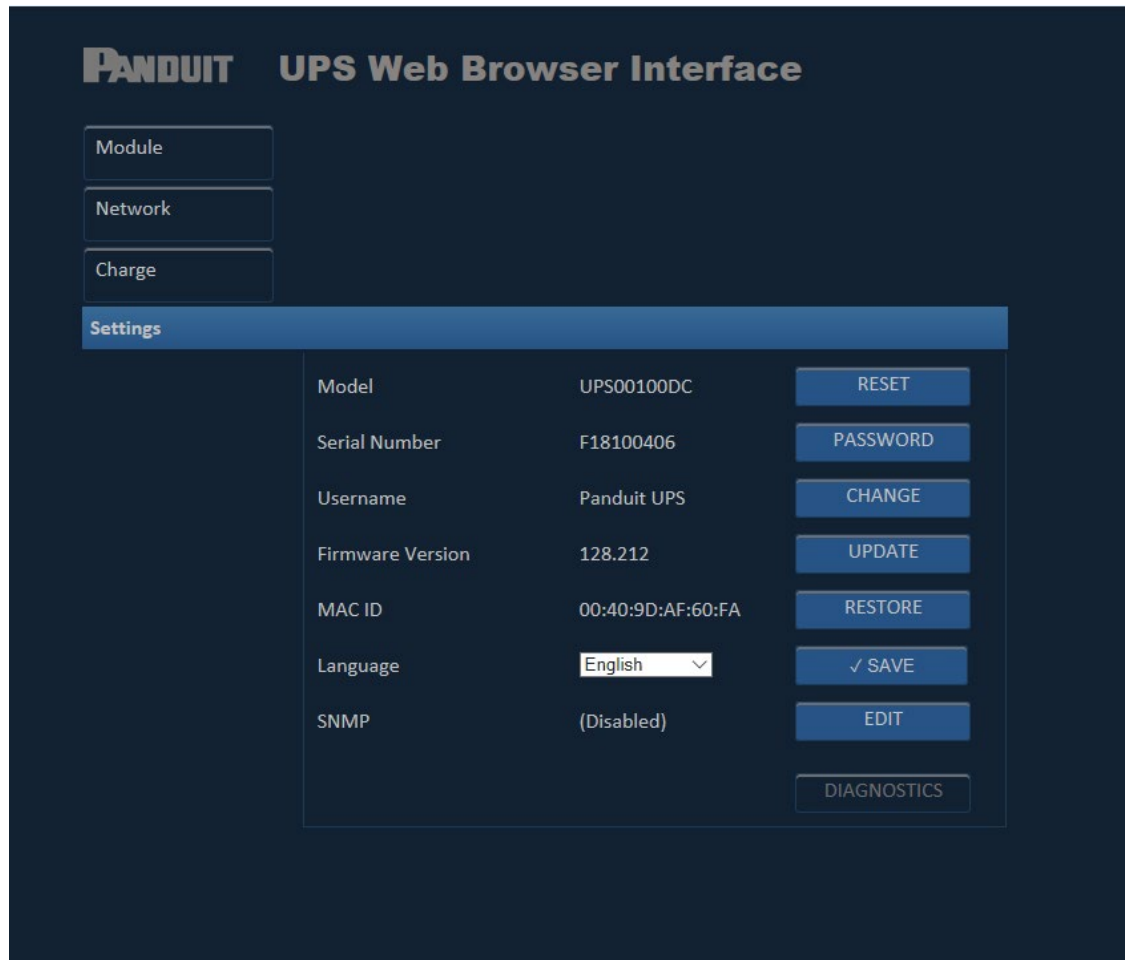 PANDUIT UPS Web Browser Interface
Module
Network
Charge
Settings
Model UPS00100DC RESET
Serial Number F18100406 PASSWORD
Username Panduit UPS CHANGE
Firmware Version 128.212 UPDATE
MAC ID 00:40:9D:AF:60:FA RESTORE
Language English ✓ SAVE
SNMP (Disabled) EDIT
DIAGNOSTICS